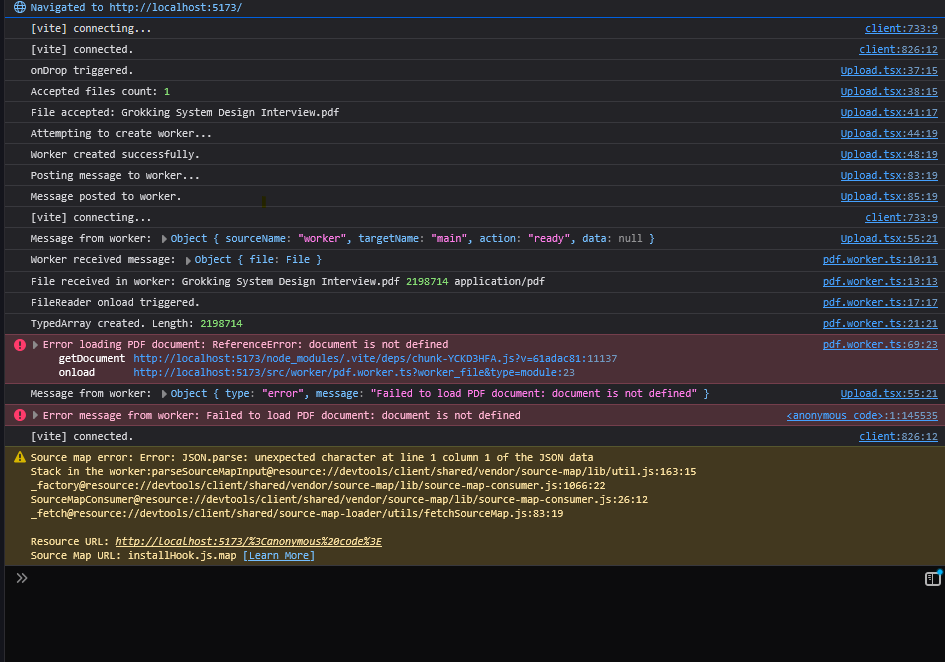 Navigated to http://localhost:5173/
[vite] connecting... client:733:9
[vite] connected. client:826:12
onDrop triggered. Upload.tsx:37:15
Accepted files count: 1 Upload.tsx:38:15
File accepted: Grokking System Design Interview.pdf Upload.tsx:41:17
Attempting to create worker... Upload.tsx:44:19
Worker created successfully. Upload.tsx:48:19
Posting message to worker... Upload.tsx:83:19
Message posted to worker. Upload.tsx:85:19
[vite] connecting... client:733:9
Message from worker: Object { sourceName: "worker", targetName: "main", action: "ready", data: null } Upload.tsx:55:21
Worker received message: Object { file: File } pdf.worker.ts:10:11
File received in worker: Grokking System Design Interview.pdf 2198714 application/pdf pdf.worker.ts:13:13
FileReader onload triggered. pdf.worker.ts:17:17
TypedArray created. Length: 2198714 pdf.worker.ts:21:21
Error loading PDF document: ReferenceError: document is not defined pdf.worker.ts:69:23
getDocument http://localhost:5173/node_modules/.vite/deps/chunk-YCKD3HFA.js?v=61adac81:11137
onload http://localhost:5173/src/worker/pdf.worker.ts?worker_file&type=module:23
Message from worker: Object { type: "error", message: "Failed to load PDF document: document is not defined" } Upload.tsx:55:21
Error message from worker: Failed to load PDF document: document is not defined <anonymous code>:1:145535
[vite] connected. client:826:12
Source map error: Error: JSON.parse: unexpected character at line 1 column 1 of the JSON data
Stack in the worker:parseSourceMapInput@resource://devtools/client/shared/vendor/source-map/lib/util.js:163:15
_factory@resource://devtools/client/shared/vendor/source-map/lib/source-map-consumer.js:1066:22
SourceMapConsumer@resource://devtools/client/shared/vendor/source-map/lib/source-map-consumer.js:26:12
_fetch@resource://devtools/client/shared/source-map-loader/utils/fetchSourceMap.js:83:19
Resource URL: http://localhost:5173/%3Canonymous%20code%3E
Source Map URL: installHook.js.map [Learn More]